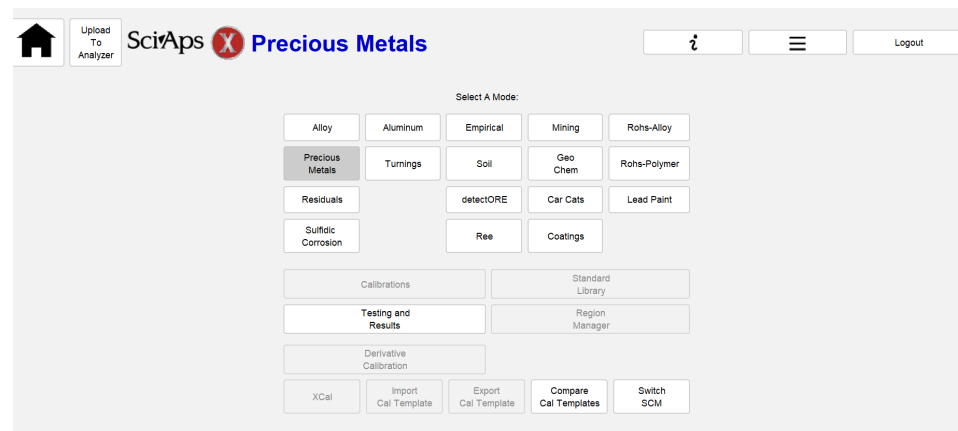 Upload
To
Analyzer
SciAps X Precious Metals
i
Logout
Select A Mode:
Alloy
Aluminum
Empirical
Mining
Rohs-Alloy
Precious
Metals
Turnings
Soil
Geo
Chem
Rohs-Polymer
Residuals
detectORE
Car Cats
Lead Paint
Sulfidic
Corrosion
Ree
Coatings
Calibrations
Standard
Library
Testing and
Results
Region
Manager
Derivative
Calibration
XCal
Import
Cal Template
Export
Cal Template
Compare
Cal Templates
Switch
SCM